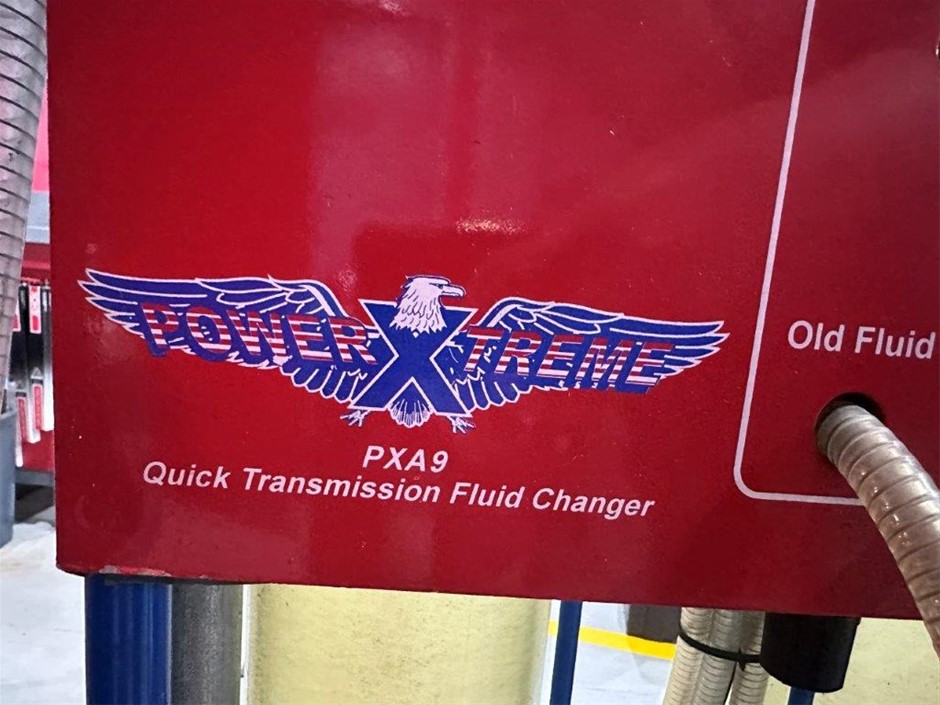 POWER X TREME
Old Fluid
PXA9
Quick Transmission Fluid Changer